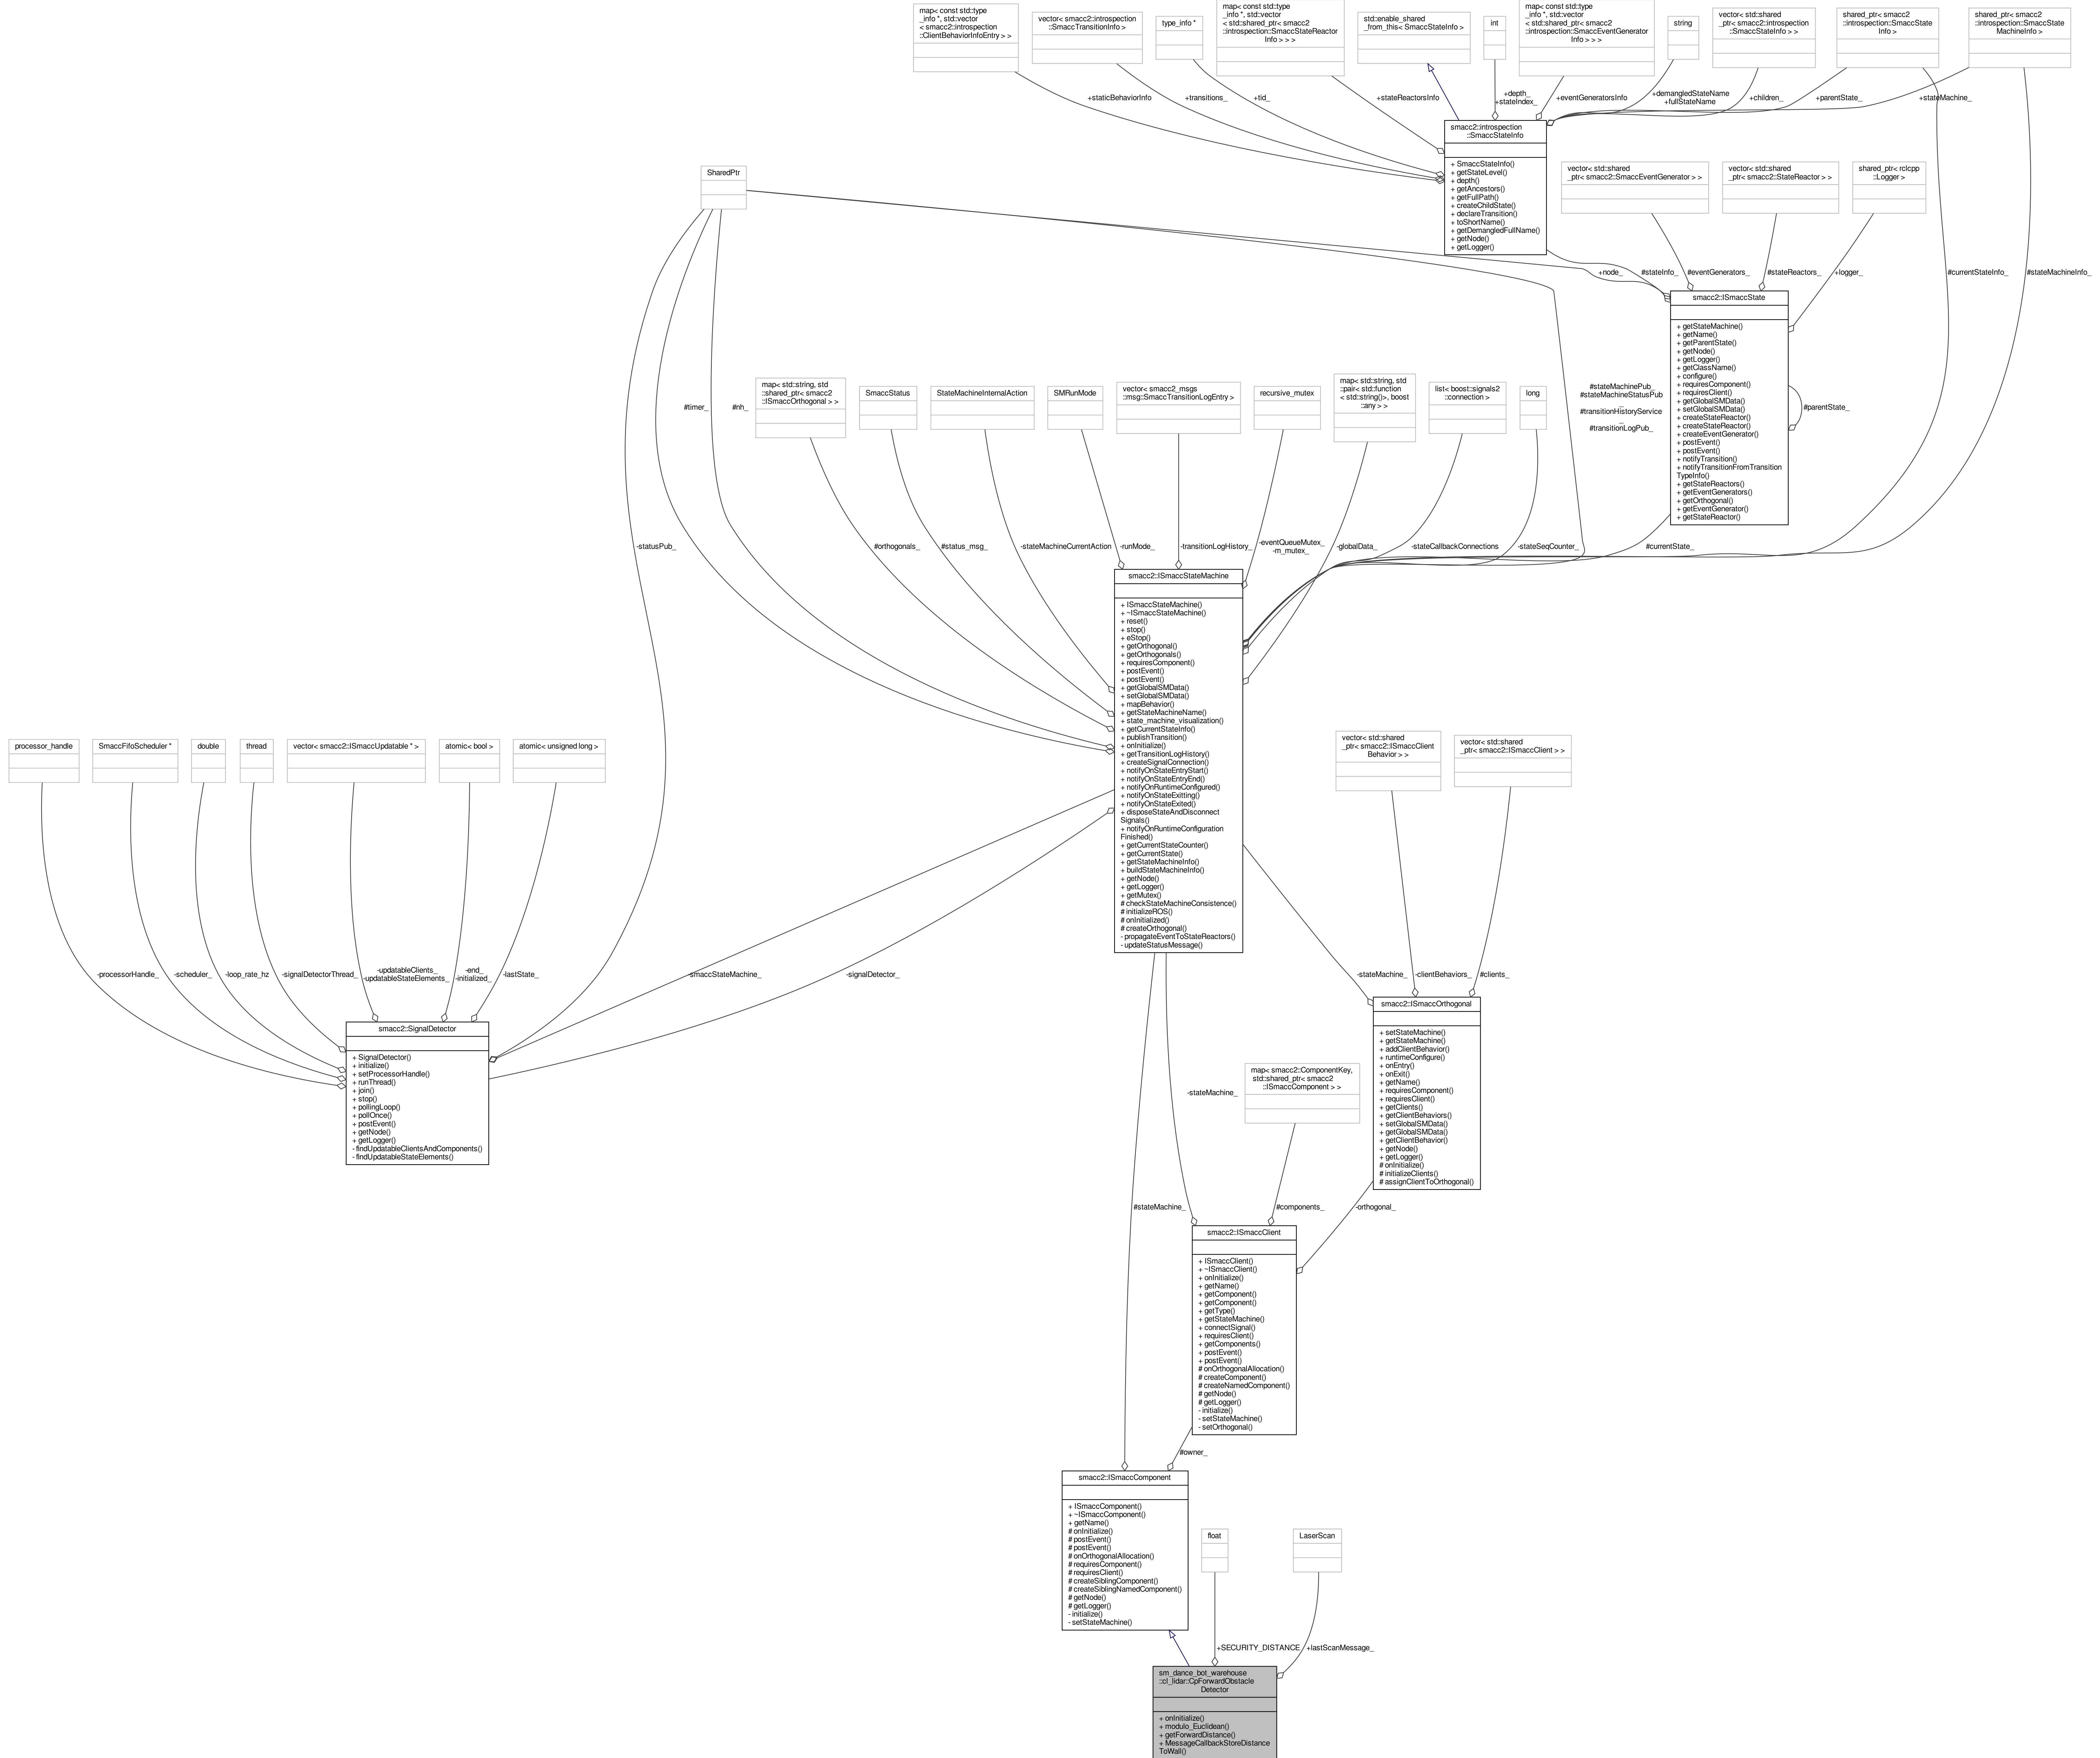 map< const std::type
_info *, std::vector
< smacc2::introspection
::ClientBehaviorInfoEntry > >
vector< smacc2::introspection
::SmaccTransitionInfo >
type_info *
map< const std::type
_info *, std::vector
< std::shared_ptr< smacc2
::introspection::SmaccStateReactor
Info > > >
std::enable_shared
_from_this< SmaccStateInfo >
int
map< const std::type
_info *, std::vector
< std::shared_ptr< smacc2
::introspection::SmaccEventGenerator
Info > > >
string
vector< std::shared
_ptr< smacc2::introspection
::SmaccStateInfo > >
shared_ptr< smacc2
::introspection::SmaccState
Info >
shared_ptr< smacc2
::introspection::SmaccState
MachineInfo >
+staticBehaviorInfo
+transitions_
+tid_
+stateReactorsInfo
+depth_
+stateIndex_
+eventGeneratorsInfo
+demangledStateName
+fullStateName
+children_
+parentState_
+stateMachine_
smacc2::introspection
::SmaccStateInfo
+ SmaccStateInfo()
+ getStateLevel()
+ depth()
+ getAncestors()
+ getFullPath()
+ createChildState()
+ declareTransition()
+ toShortName()
+ getDemangledFullName()
+ getNode()
+ getLogger()
SharedPtr
vector< std::shared
_ptr< smacc2::SmaccEventGenerator > >
vector< std::shared
_ptr< smacc2::StateReactor > >
shared_ptr< rclcpp
::Logger >
+node_
#stateInfo_
#eventGenerators_
#stateReactors_
+logger_
#currentStateInfo_
#stateMachineInfo_
smacc2::ISmaccState
+ getStateMachine()
+ getName()
+ getParentState()
+ getNode()
+ getLogger()
+ getClassName()
+ configure()
+ requiresComponent()
+ requiresClient()
+ getGlobalSMData()
+ setGlobalSMData()
+ createStateReactor()
+ createStateReactor()
+ createEventGenerator()
+ postEvent()
+ postEvent()
+ notifyTransition()
+ notifyTransitionFromTransition
TypeInfo()
+ getStateReactors()
+ getEventGenerators()
+ getOrthogonal()
+ getEventGenerator()
+ getStateReactor()
#parentState_
#timer_
#nh_
map< std::string, std
::shared_ptr< smacc2
::ISmaccOrthogonal > >
SmaccStatus
StateMachineInternalAction
SMRunMode
vector< smacc2_msgs
::msg::SmaccTransitionLogEntry >
recursive_mutex
map< std::string, std
::pair< std::function
< std::string()>, boost
::any > >
list< boost::signals2
::connection >
long
#stateMachinePub_
#stateMachineStatusPub
_
#transitionHistoryService
_
#transitionLogPub_
-statusPub_
#orthogonals_
#status_msg_
-stateMachineCurrentAction
-runMode_
-transitionLogHistory_
-eventQueueMutex_
-m_mutex_
-globalData_
-stateCallbackConnections
-stateSeqCounter_
#currentState_
smacc2::ISmaccStateMachine
+ ISmaccStateMachine()
+ ~ISmaccStateMachine()
+ reset()
+ stop()
+ eStop()
+ getOrthogonal()
+ getOrthogonals()
+ requiresComponent()
+ postEvent()
+ postEvent()
+ getGlobalSMData()
+ setGlobalSMData()
+ mapBehavior()
+ getStateMachineName()
+ state_machine_visualization()
+ getCurrentStateInfo()
+ publishTransition()
+ onInitialize()
+ getTransitionLogHistory()
+ createSignalConnection()
+ notifyOnStateEntryStart()
+ notifyOnStateEntryEnd()
+ notifyOnRuntimeConfigured()
+ notifyOnStateExitting()
+ notifyOnStateExited()
+ disposeStateAndDisconnect
Signals()
+ notifyOnRuntimeConfiguration
Finished()
+ getCurrentStateCounter()
+ getCurrentState()
+ getStateMachineInfo()
+ buildStateMachineInfo()
+ getNode()
+ getLogger()
+ getMutex()
# checkStateMachineConsistence()
# initializeROS()
# onInitialized()
# createOrthogonal()
- propagateEventToStateReactors()
- updateStatusMessage()
processor_handle
SmaccFifoScheduler *
double
thread
vector< smacc2::ISmaccUpdatable * >
atomic< bool >
atomic< unsigned long >
vector< std::shared
_ptr< smacc2::ISmaccClient
Behavior > >
vector< std::shared
_ptr< smacc2::ISmaccClient > >
-processorHandle_
-scheduler_
-loop_rate_hz
-signalDetectorThread_
-updatableClients_
-updatableStateElements_
-end_
-initialized_
-lastState_
-smaccStateMachine_
-signalDetector_
-stateMachine_
-clientBehaviors_
#clients_
smacc2::SignalDetector
+ SignalDetector()
+ initialize()
+ setProcessorHandle()
+ runThread()
+ join()
+ stop()
+ pollingLoop()
+ pollOnce()
+ postEvent()
+ getNode()
+ getLogger()
- findUpdatableClientsAndComponents()
- findUpdatableStateElements()
smacc2::ISmaccOrthogonal
+ setStateMachine()
+ getStateMachine()
+ addClientBehavior()
+ runtimeConfigure()
+ onEntry()
+ onExit()
+ getName()
+ requiresComponent()
+ requiresClient()
+ getClients()
+ getClientBehaviors()
+ setGlobalSMData()
+ getGlobalSMData()
+ getClientBehavior()
+ getNode()
+ getLogger()
# onInitialize()
# initializeClients()
# assignClientToOrthogonal()
-stateMachine_
map< smacc2::ComponentKey,
std::shared_ptr< smacc2
::ISmaccComponent > >
#stateMachine_
#components_
-orthogonal_
smacc2::ISmaccClient
+ ISmaccClient()
+ ~ISmaccClient()
+ onInitialize()
+ getName()
+ getComponent()
+ getComponent()
+ getType()
+ getStateMachine()
+ connectSignal()
+ requiresClient()
+ getComponents()
+ postEvent()
+ postEvent()
# onOrthogonalAllocation()
# createComponent()
# createNamedComponent()
# getNode()
# getLogger()
- initialize()
- setStateMachine()
- setOrthogonal()
#owner_
smacc2::ISmaccComponent
+ ISmaccComponent()
+ ~ISmaccComponent()
+ getName()
# onInitialize()
# postEvent()
# postEvent()
# onOrthogonalAllocation()
# requiresComponent()
# requiresClient()
# createSiblingComponent()
# createSiblingNamedComponent()
# getNode()
# getLogger()
- initialize()
- setStateMachine()
float
LaserScan
+SECURITY_DISTANCE
+lastScanMessage_
sm_dance_bot_warehouse
::cl_lidar::CpForwardObstacle
Detector
+ onInitialize()
+ modulo_Euclidean()
+ getForwardDistance()
+ MessageCallbackStoreDistance
ToWall()